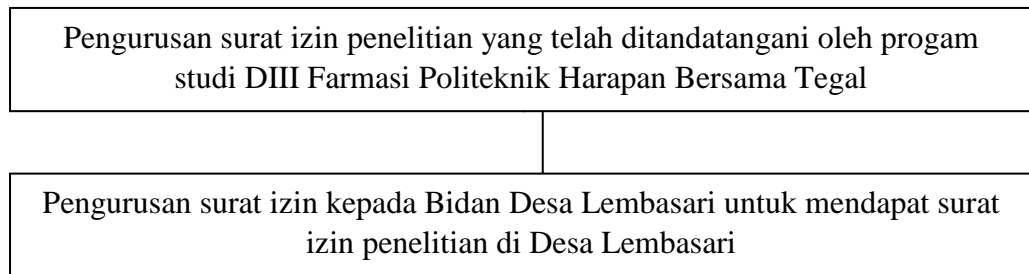 Pengurusan surat izin penelitian yang telah ditandatangani oleh progam
studi DIII Farmasi Politeknik Harapan Bersama Tegal
Pengurusan surat izin kepada Bidan Desa Lembasari untuk mendapat surat
izin penelitian di Desa Lembasari